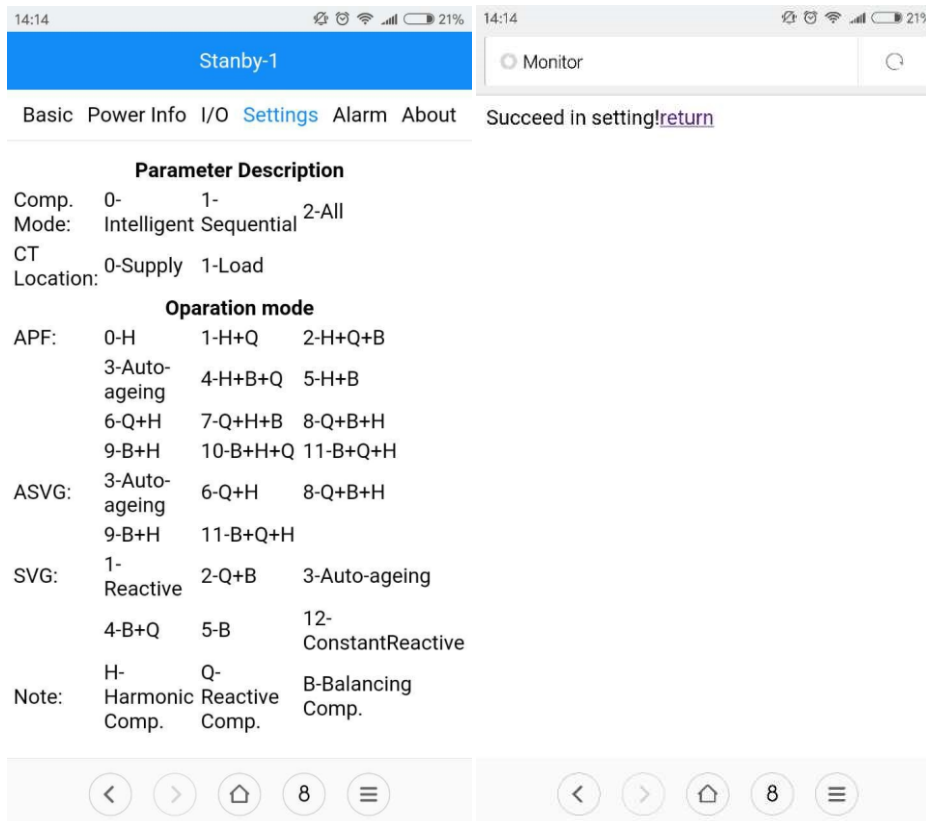 14:14 21%
Stanby-1
Basic Power Info I/O Settings Alarm About
Parameter Description
Comp. Mode: 0-Intelligent 1-Sequential 2-All
CT Location: 0-Supply 1-Load
Oparation mode
APF: 0-H 1-H+Q 2-H+Q+B
3-Auto-ageing 4-H+B+Q 5-H+B
6-Q+H 7-Q+H+B 8-Q+B+H
9-B+H 10-B+H+Q 11-B+Q+H
ASVG: 3-Auto-ageing 6-Q+H 8-Q+B+H
9-B+H 11-B+Q+H
SVG: 1-Reactive 2-Q+B 3-Auto-ageing
4-B+Q 5-B 12-ConstantReactive
Note: H-Harmonic Comp. Q-Reactive Comp. B-Balancing Comp.
8
14:14 21%
Monitor
Succeed in setting!return
8